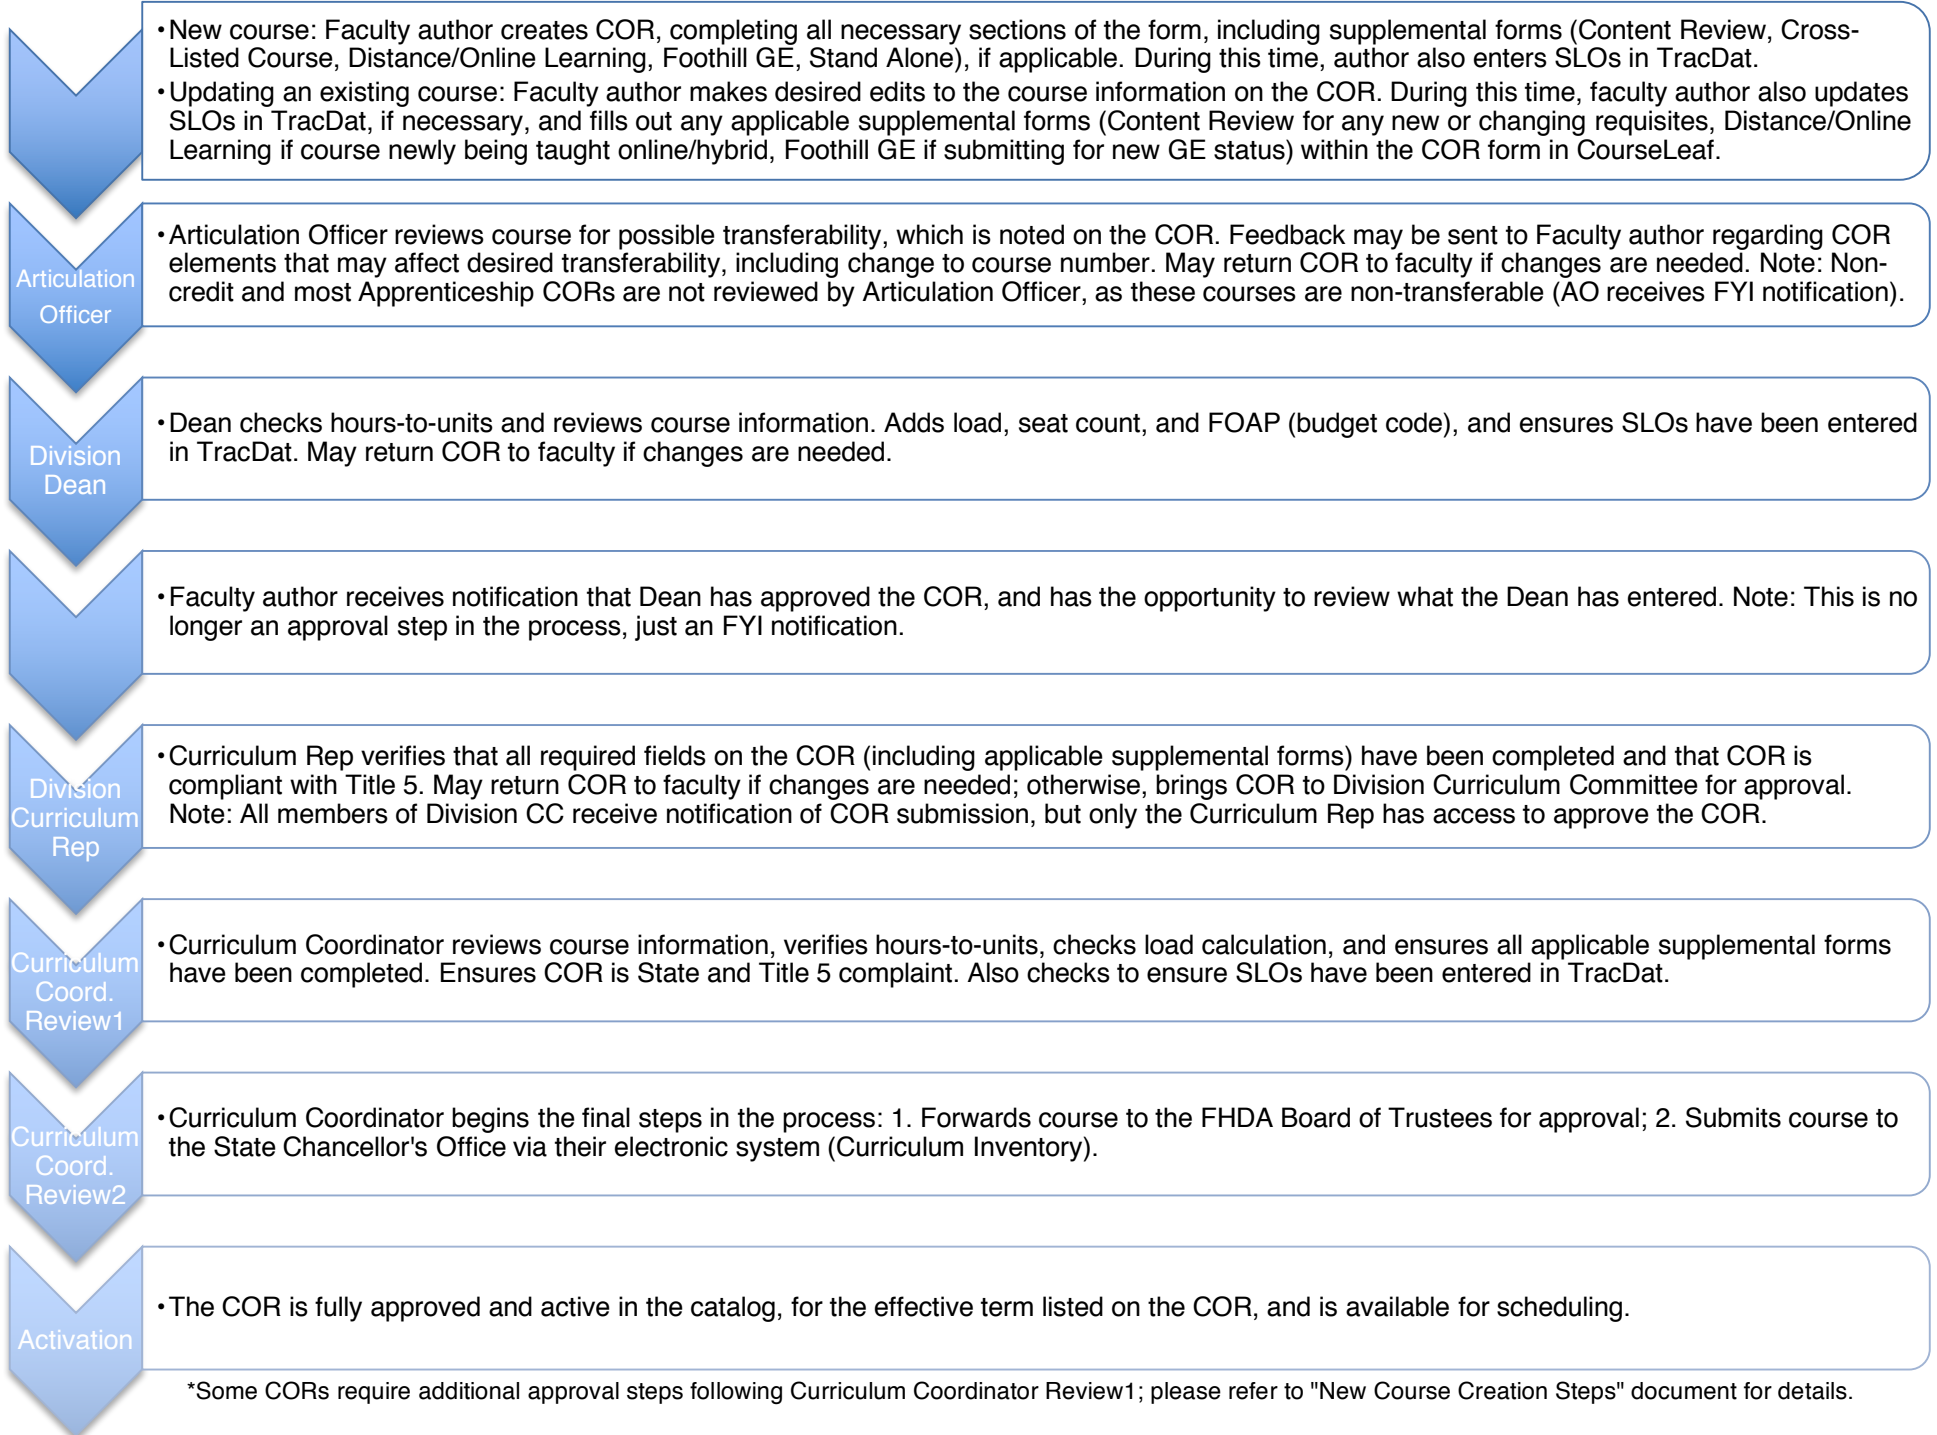 •New course: Faculty author creates COR, completing all necessary sections of the form, including supplemental forms (Content Review, Cross-
Listed Course, Distance/Online Learning, Foothill GE, Stand Alone), if applicable. During this time, author also enters SLOs in TracDat.
•Updating an existing course: Faculty author makes desired edits to the course information on the COR. During this time, faculty author also updates
SLOs in TracDat, if necessary, and fills out any applicable supplemental forms (Content Review for any new or changing requisites, Distance/Online
Learning if course newly being taught online/hybrid, Foothill GE if submitting for new GE status) within the COR form in CourseLeaf.
Articulation
Officer
•Articulation Officer reviews course for possible transferability, which is noted on the COR. Feedback may be sent to Faculty author regarding COR
elements that may affect desired transferability, including change to course number. May return COR to faculty if changes are needed. Note: Non-
credit and most Apprenticeship CORs are not reviewed by Articulation Officer, as these courses are non-transferable (AO receives FYI notification).
Division
Dean
•Dean checks hours-to-units and reviews course information. Adds load, seat count, and FOAP (budget code), and ensures SLOs have been entered
in TracDat. May return COR to faculty if changes are needed.
•Faculty author receives notification that Dean has approved the COR, and has the opportunity to review what the Dean has entered. Note: This is no
longer an approval step in the process, just an FYI notification.
Division
Curriculum
Rep
•Curriculum Rep verifies that all required fields on the COR (including applicable supplemental forms) have been completed and that COR is
compliant with Title 5. May return COR to faculty if changes are needed; otherwise, brings COR to Division Curriculum Committee for approval.
Note: All members of Division CC receive notification of COR submission, but only the Curriculum Rep has access to approve the COR.
Curriculum
Coord.
Review1
•Curriculum Coordinator reviews course information, verifies hours-to-units, checks load calculation, and ensures all applicable supplemental forms
have been completed. Ensures COR is State and Title 5 complaint. Also checks to ensure SLOs have been entered in TracDat.
Curriculum
Coord.
Review2
•Curriculum Coordinator begins the final steps in the process: 1. Forwards course to the FHDA Board of Trustees for approval; 2. Submits course to
the State Chancellor's Office via their electronic system (Curriculum Inventory).
Activation
•The COR is fully approved and active in the catalog, for the effective term listed on the COR, and is available for scheduling.
*Some CORs require additional approval steps following Curriculum Coordinator Review1; please refer to "New Course Creation Steps" document for details.